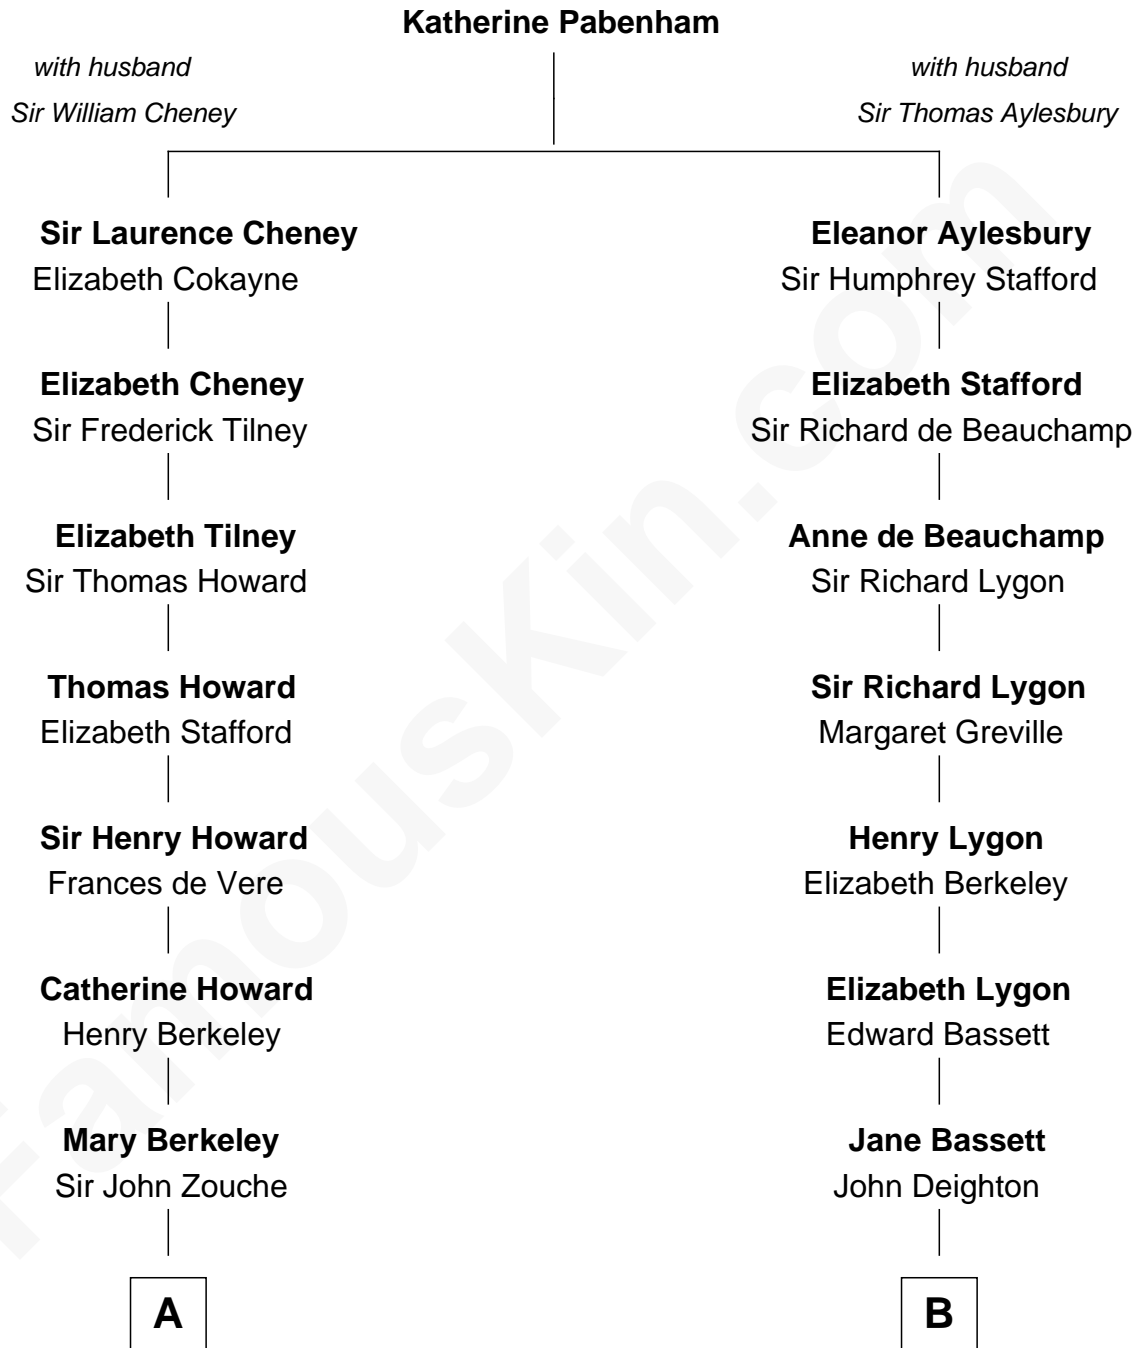 Katherine Pabenham
with husband
Sir William Cheney
with husband
Sir Thomas Aylesbury
Sir Laurence Cheney
Elizabeth Cokayne
Eleanor Aylesbury
Sir Humphrey Stafford
Elizabeth Cheney
Sir Frederick Tilney
Elizabeth Stafford
Sir Richard de Beauchamp
Elizabeth Tilney
Sir Thomas Howard
Anne de Beauchamp
Sir Richard Lygon
Thomas Howard
Elizabeth Stafford
Sir Richard Lygon
Margaret Greville
Sir Henry Howard
Frances de Vere
Henry Lygon
Elizabeth Berkeley
Catherine Howard
Henry Berkeley
Elizabeth Lygon
Edward Bassett
Mary Berkeley
Sir John Zouche
Jane Bassett
John Deighton
A
B
FamousKin.com